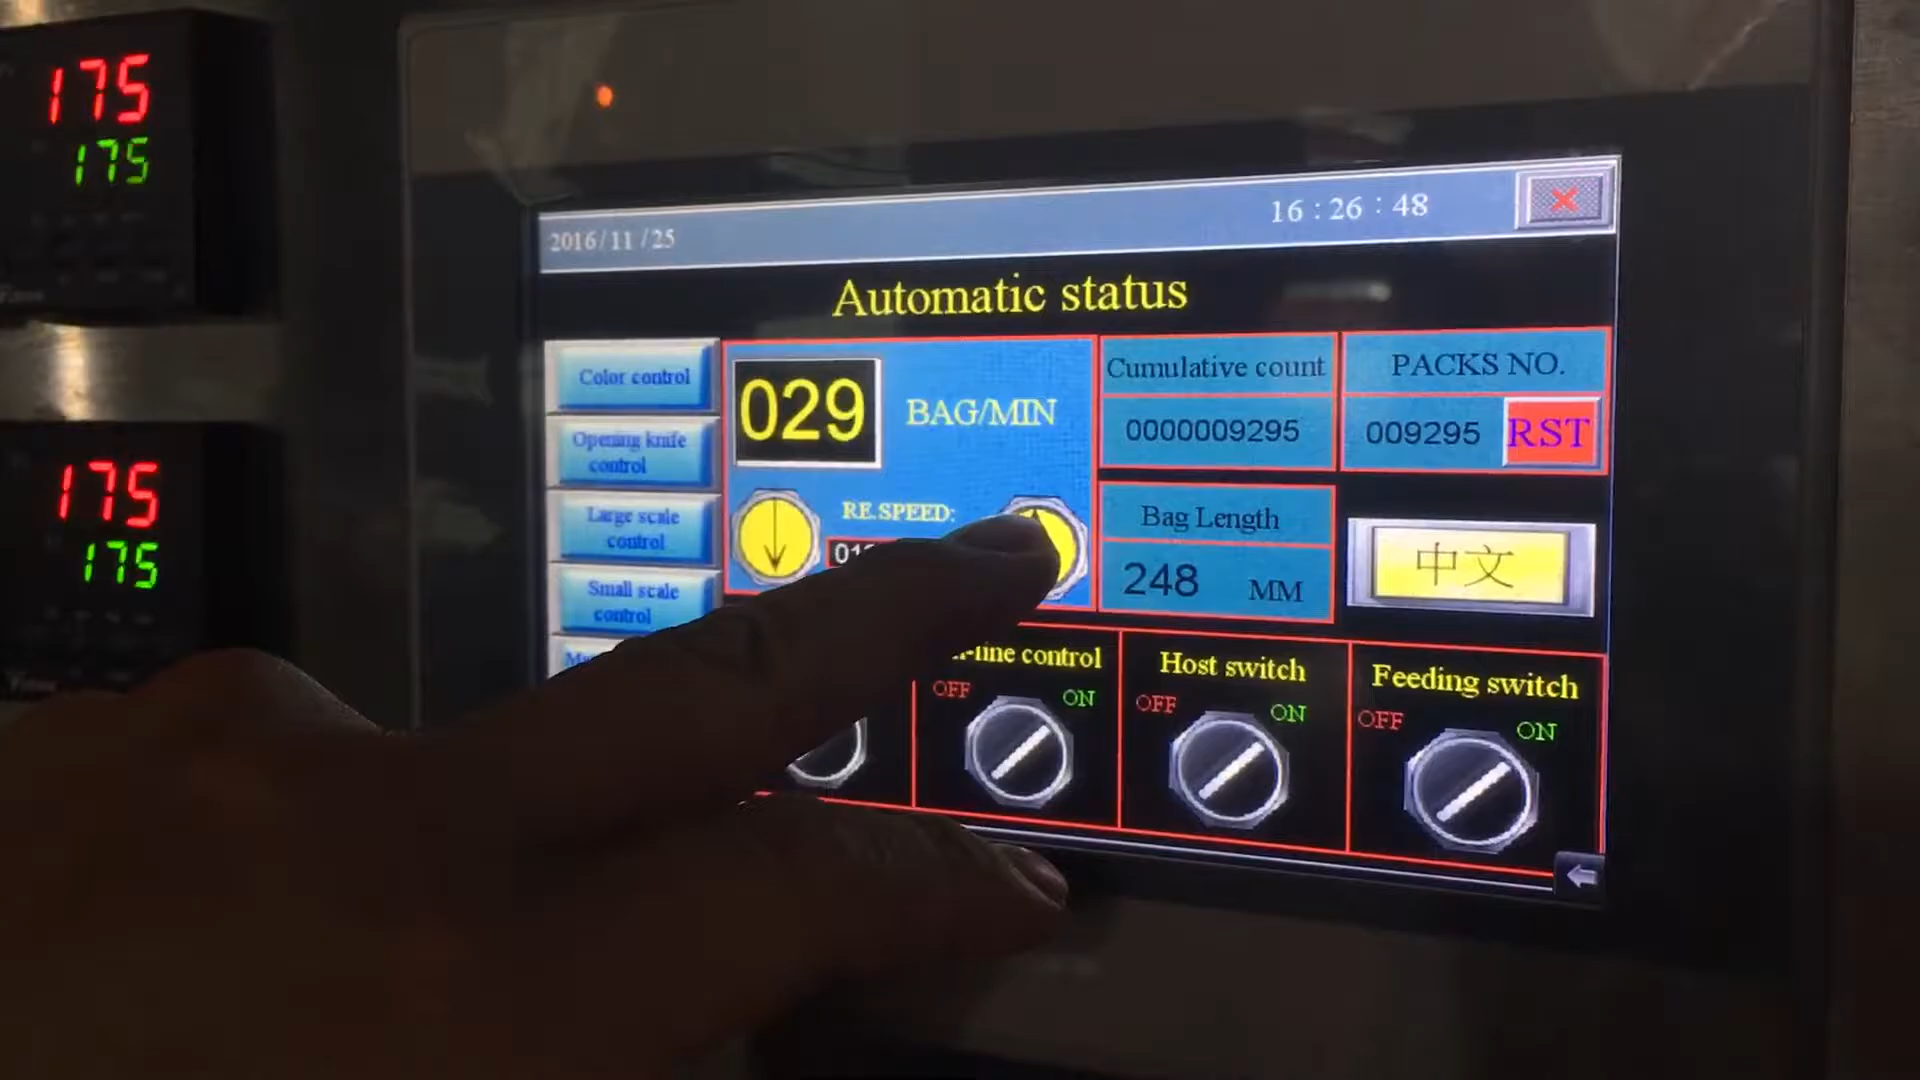 175
175
175
175
2016/11/25
16:26:48
Automatic status
Color control
Opening knife
control
Large scale
control
Small scale
control
029
BAG/MIN
RE.SPEED:
Cumulative count
0000009295
PACKS NO.
009295
RST
Bag Length
248 MM
中文
control
OFF
ON
Host switch
OFF
ON
Feeding switch
OFF
ON